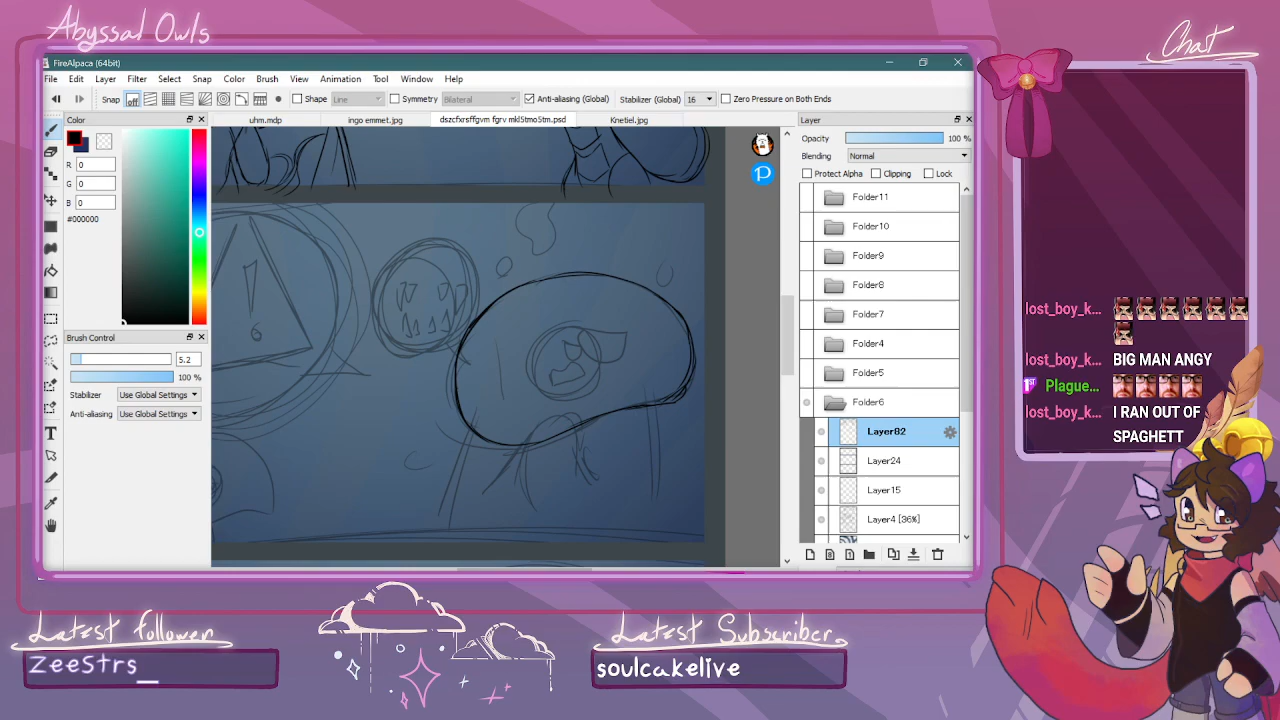 Abyssal Owls
Chat
FireAlpaca (64bit)
File Edit Layer Filter Select Snap Color Brush View Animation Tool Window Help
Snap off Shape Line Symmetry Bilateral Anti-aliasing (Global) Stabilizer (Global) 16 Zero Pressure on Both Ends
Color
uhm.mdp
ingo emmet.jpg
dszcfxrsffgvm fgrv mkl5tmo5tm.psd
Knetiel.jpg
Layer
Opacity 100 %
Blending Normal
Protect Alpha Clipping Lock
R 0
G 0
B 0
#000000
Brush Control
5.2
100 %
Stabilizer Use Global Settings
Anti-aliasing Use Global Settings
Folder11
Folder10
Folder9
Folder8
Folder7
Folder4
Folder5
Folder6
Layer82
Layer24
Layer15
Layer4 [36%]
lost_boy_k...
lost_boy_k... BIG MAN ANGY
1st Plague...
lost_boy_k... I RAN OUT OF
SPAGHETT
Latest follower
zeeStrs_
Latest Subscriber
soulcakelive